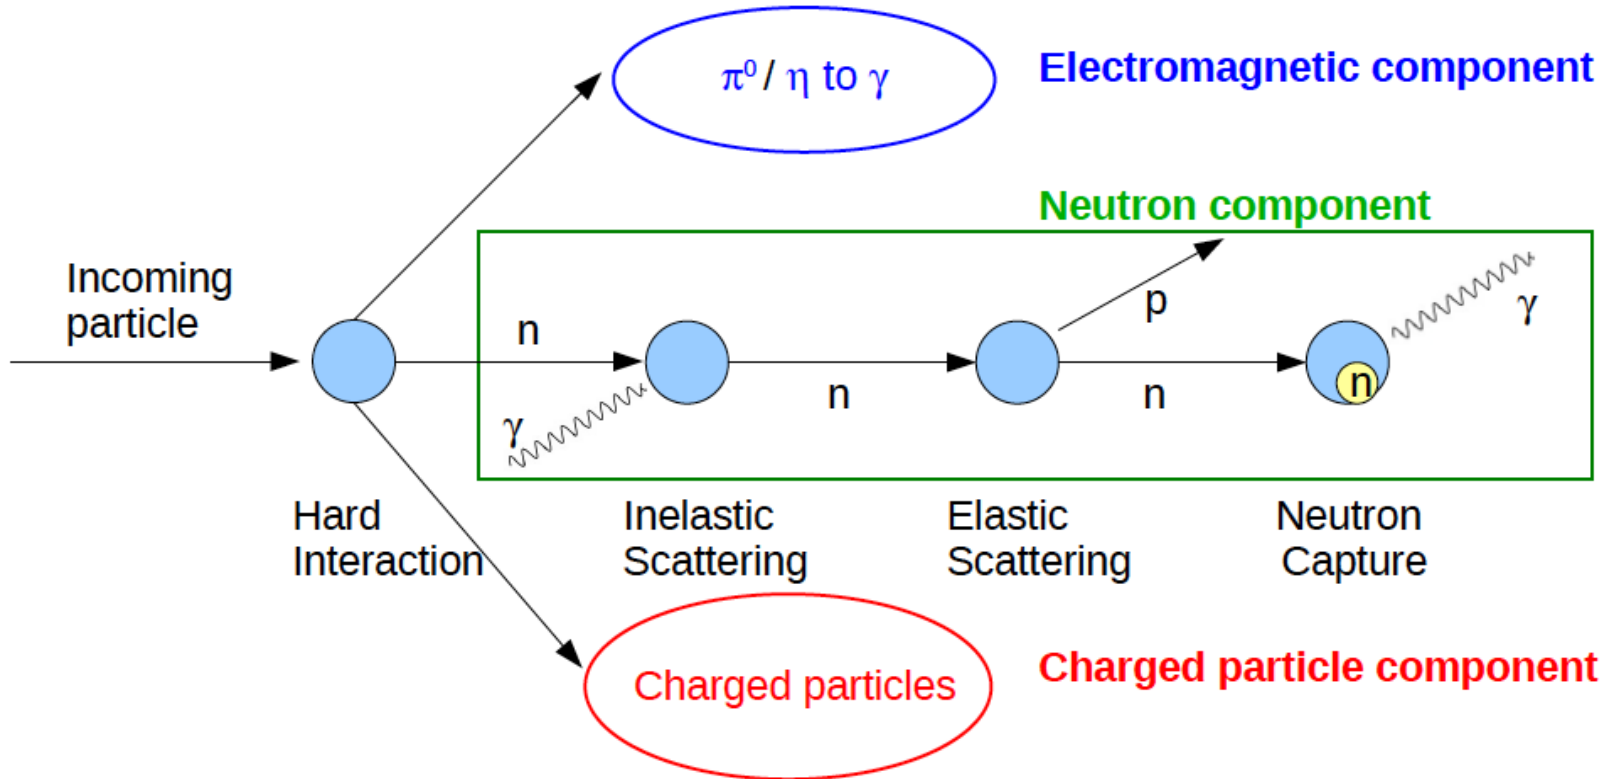 π⁰ / η to γ
Electromagnetic component
Neutron component
Incoming
particle
n
p
γ
n
n
n
γ
Hard
Interaction
Inelastic
Scattering
Elastic
Scattering
Neutron
Capture
Charged particles
Charged particle component